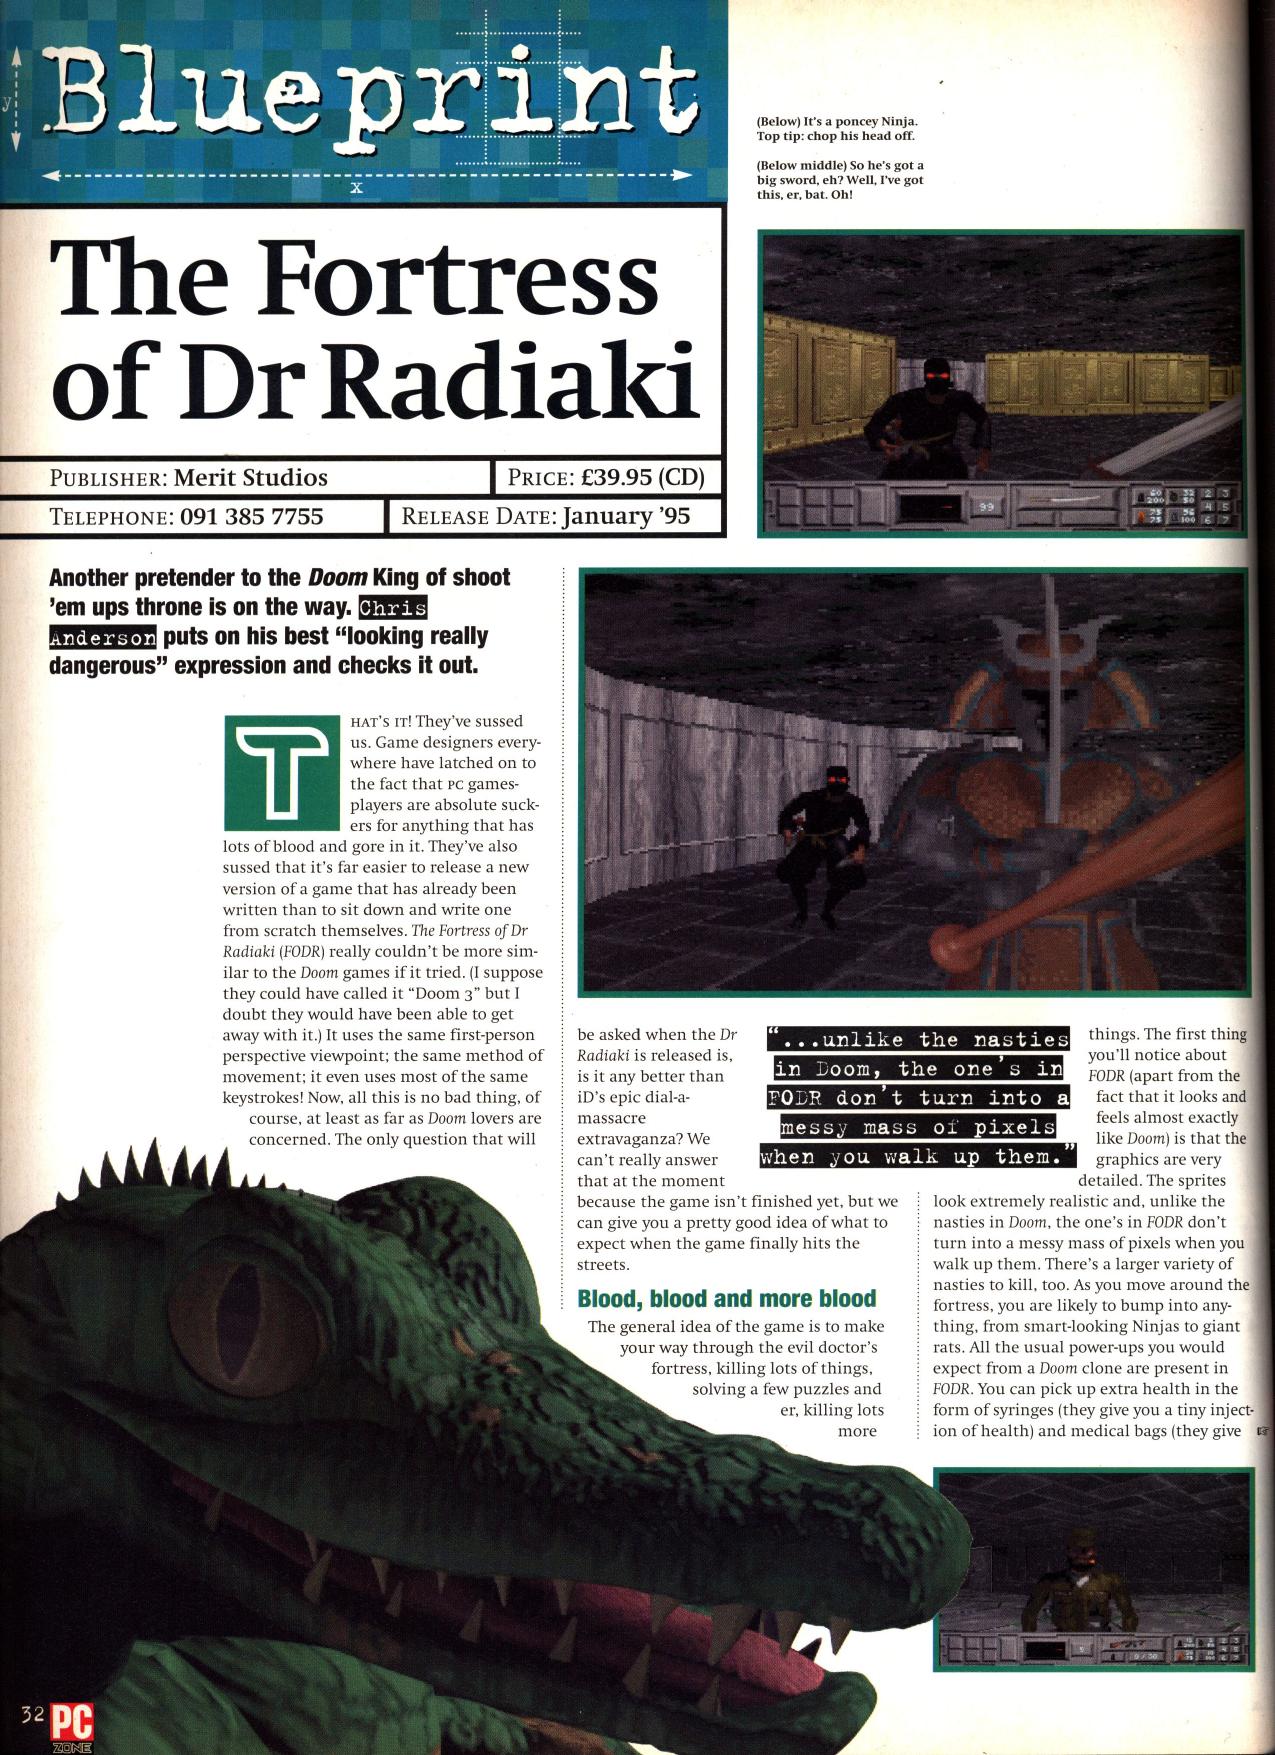 Blueprint
y
x
The Fortress
of Dr Radiaki
PUBLISHER: Merit Studios
PRICE: £39.95 (CD)
TELEPHONE: 091 385 7755
RELEASE DATE: January ’95
(Below) It's a poncey Ninja.
Top tip: chop his head off.
(Below middle) So he's got a
big sword, eh? Well, I've got
this, er, bat. Oh!
99
Another pretender to the Doom King of shoot
’em ups throne is on the way. Chris
Anderson puts on his best “looking really
dangerous” expression and checks it out.
THAT'S IT! They've sussed
us. Game designers every-
where have latched on to
the fact that PC games-
players are absolute suck-
ers for anything that has
lots of blood and gore in it. They've also
sussed that it's far easier to release a new
version of a game that has already been
written than to sit down and write one
from scratch themselves. The Fortress of Dr
Radiaki (FODR) really couldn't be more sim-
ilar to the Doom games if it tried. (I suppose
they could have called it “Doom 3” but I
doubt they would have been able to get
away with it.) It uses the same first-person
perspective viewpoint; the same method of
movement; it even uses most of the same
keystrokes! Now, all this is no bad thing, of
course, at least as far as Doom lovers are
concerned. The only question that will
be asked when the Dr
Radiaki is released is,
is it any better than
iD's epic dial-a-
massacre
extravaganza? We
can't really answer
that at the moment
because the game isn't finished yet, but we
can give you a pretty good idea of what to
expect when the game finally hits the
streets.
Blood, blood and more blood
The general idea of the game is to make
your way through the evil doctor's
fortress, killing lots of things,
solving a few puzzles and
er, killing lots
more
“...unlike the nasties
in Doom, the one's in
FODR don't turn into a
messy mass of pixels
when you walk up them.”
things. The first thing
you'll notice about
FODR (apart from the
fact that it looks and
feels almost exactly
like Doom) is that the
graphics are very
detailed. The sprites
look extremely realistic and, unlike the
nasties in Doom, the one's in FODR don't
turn into a messy mass of pixels when you
walk up them. There's a larger variety of
nasties to kill, too. As you move around the
fortress, you are likely to bump into any-
thing, from smart-looking Ninjas to giant
rats. All the usual power-ups you would
expect from a Doom clone are present in
FODR. You can pick up extra health in the
form of syringes (they give you a tiny inject-
ion of health) and medical bags (they give
32 PC
ZONE